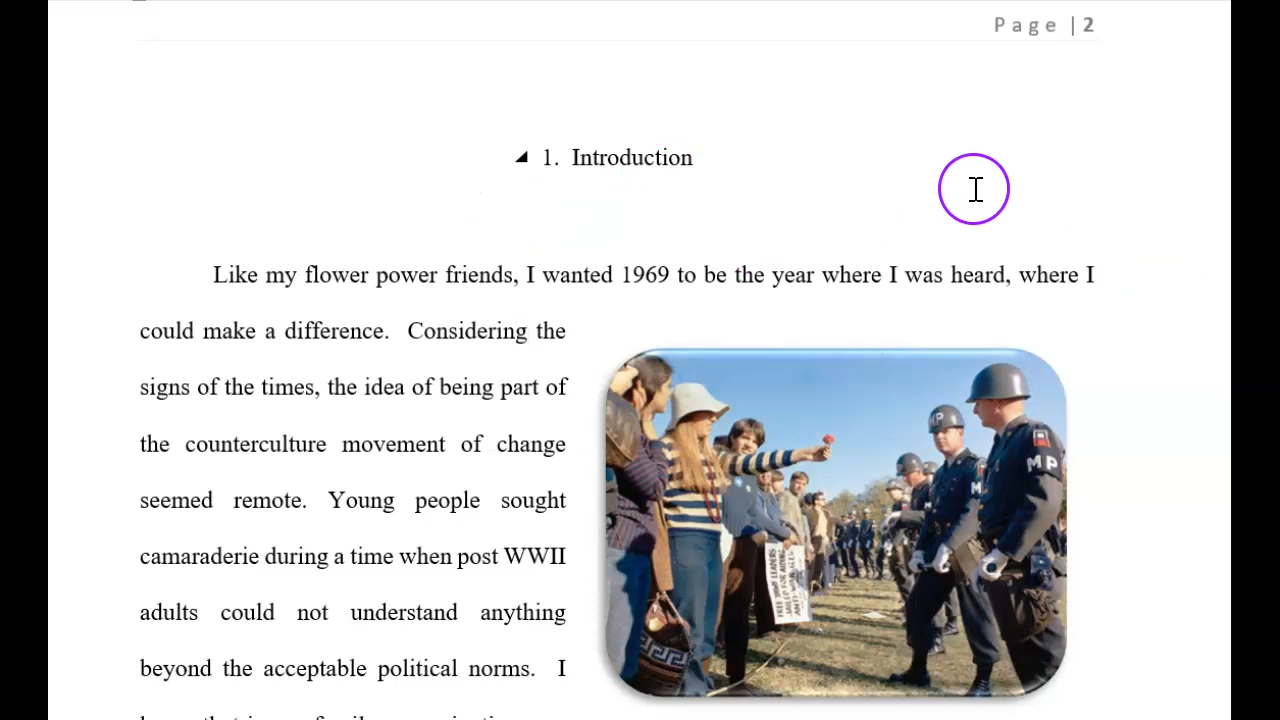 Page | 2
1. Introduction
Like my flower power friends, I wanted 1969 to be the year where I was heard, where I
could make a difference. Considering the
signs of the times, the idea of being part of
the counterculture movement of change
seemed remote. Young people sought
camaraderie during a time when post WWII
adults could not understand anything
beyond the acceptable political norms. I
MP
MP